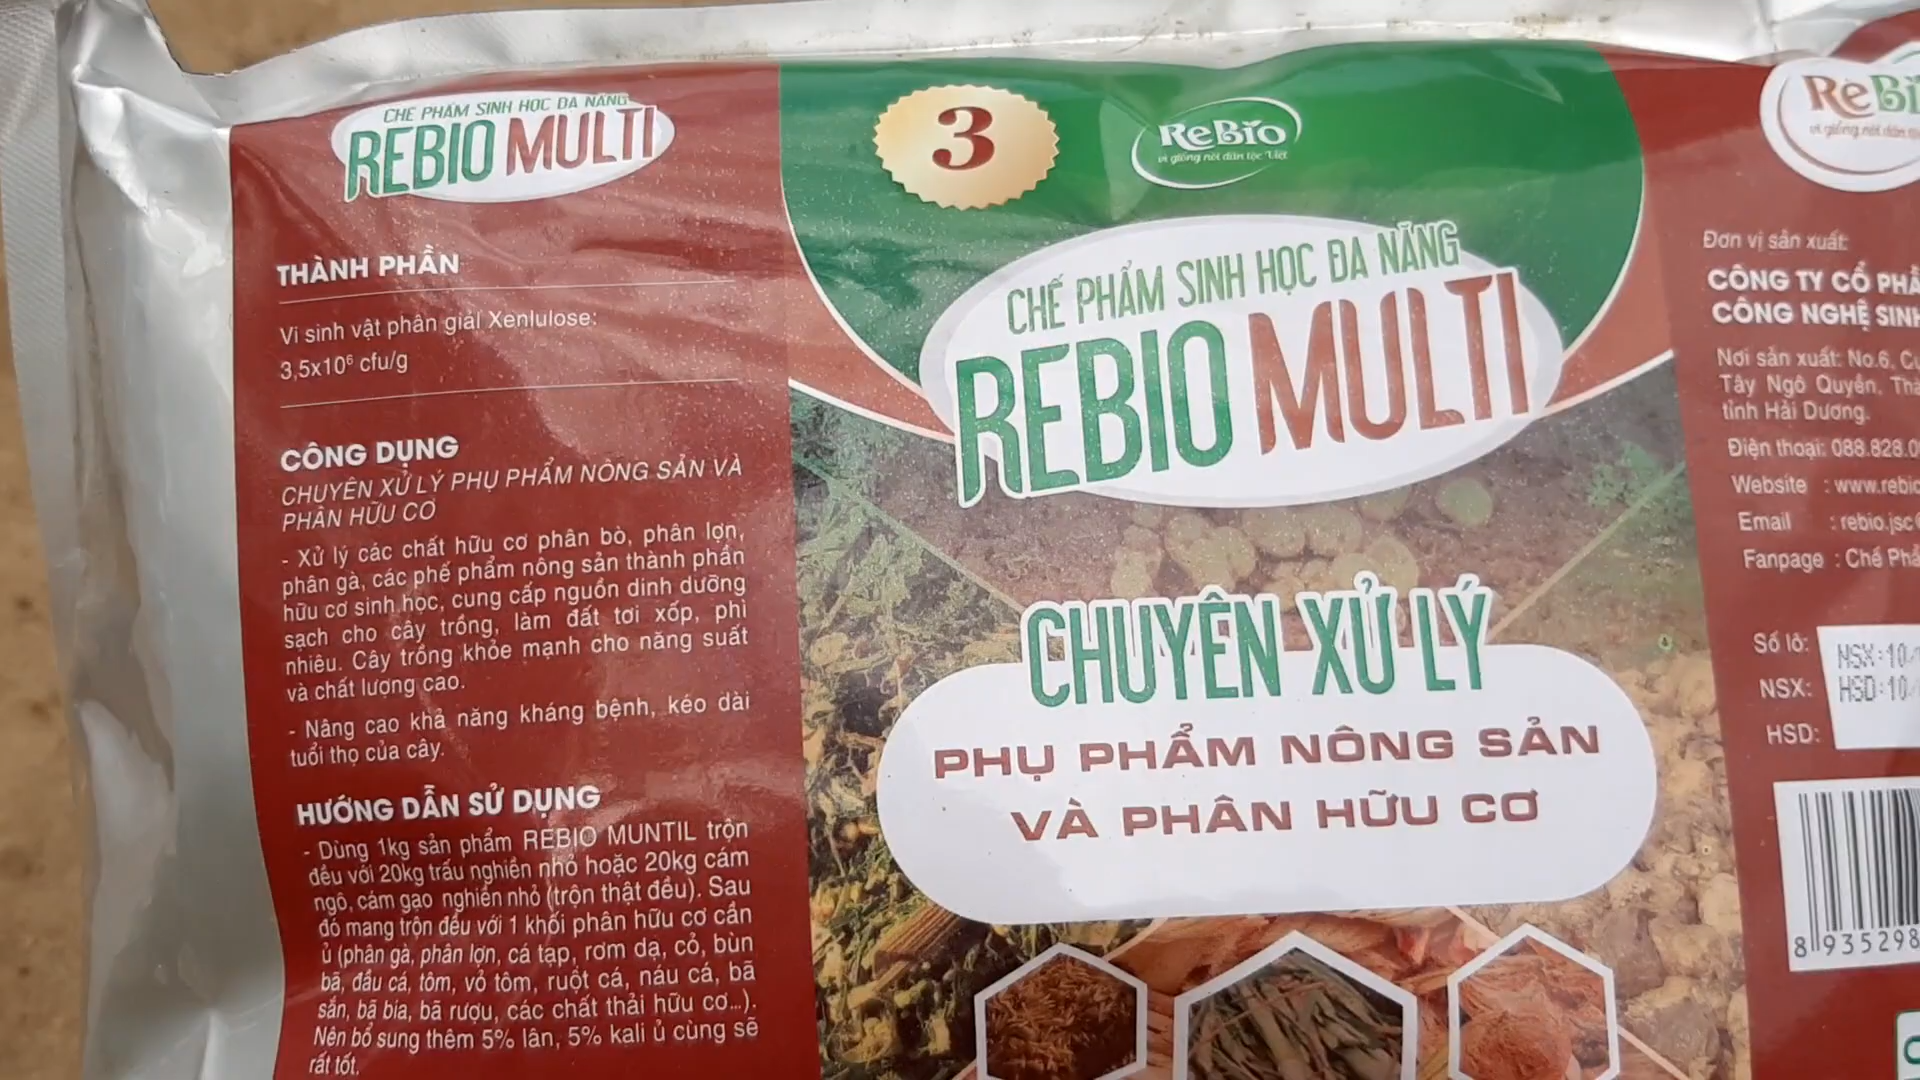 CHẾ PHẨM SINH HỌC ĐA NĂNG
REBIO MULTI
THÀNH PHẦN
Vi sinh vật phân giải Xenlulose:
3,5x10⁶ cfu/g
CÔNG DỤNG
CHUYÊN XỬ LÝ PHỤ PHẨM NÔNG SẢN VÀ
PHÂN HỮU CƠ
- Xử lý các chất hữu cơ phân bò, phân lợn,
phân gà, các phế phẩm nông sản thành phần
hữu cơ sinh học, cung cấp nguồn dinh dưỡng
sạch cho cây trồng, làm đất tơi xốp, phì
nhiêu. Cây trồng khỏe mạnh cho năng suất
và chất lượng cao.
- Nâng cao khả năng kháng bệnh, kéo dài
tuổi thọ của cây.
HƯỚNG DẪN SỬ DỤNG
- Dùng 1kg sản phẩm REBIO MUNTIL trộn
đều với 20kg trấu nghiền nhỏ hoặc 20kg cám
ngô, cám gạo nghiền nhỏ (trộn thật đều). Sau
đó mang trộn đều với 1 khối phân hữu cơ cần
ủ (phân gà, phân lợn, cá tạp, rơm dạ, cỏ, bùn
bã, đầu cá, tôm, vỏ tôm, ruột cá, náu cá, bã
sắn, bã bia, bã rượu, các chất thải hữu cơ...).
Nên bổ sung thêm 5% lân, 5% kali ủ cùng sẽ
rất tốt.
3
ReBio
vì giống nòi dân tộc Việt
CHẾ PHẨM SINH HỌC ĐA NĂNG
REBIO MULTI
CHUYÊN XỬ LÝ
PHỤ PHẨM NÔNG SẢN
VÀ PHÂN HỮU CƠ
ReBi
vì giống nòi dân
Đơn vị sản xuất:
CÔNG TY CỔ PHẦ
CÔNG NGHỆ SINH
Nơi sản xuất: No.6, Cụ
Tây Ngô Quyền, Thà
tỉnh Hải Dương.
Điện thoại: 088.828.0
Website : www.rebio
Email : rebio.jsc@
Fanpage : Chế Phẩ
Số lô:
NSX:
HSD:
NSX:10
HSD:10
8 935298